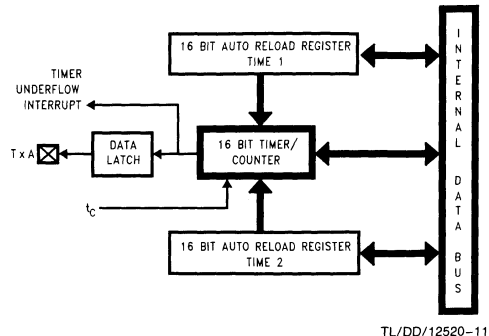 16 BIT AUTO RELOAD REGISTER
TIME 1
TIMER
UNDERFLOW
INTERRUPT
TxA
DATA
LATCH
16 BIT TIMER/
COUNTER
tC
16 BIT AUTO RELOAD REGISTER
TIME 2
INTERNAL DATA BUS
TL/DD/12520-11